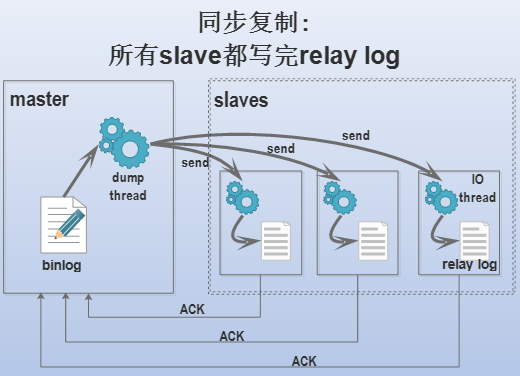 同步复制:
所有slave都写完relay log
master
slaves
dump
thread
binlog
send
send
send
IO
thread
relay log
ACK
ACK
ACK